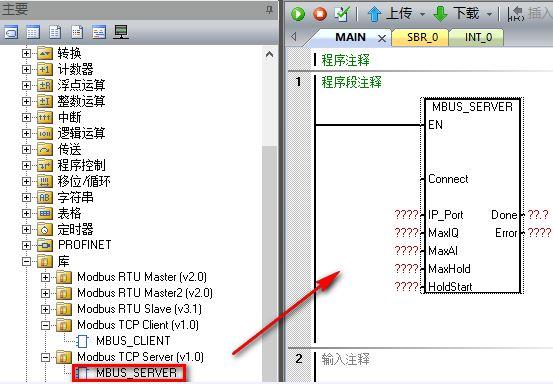 主要
转换
计数器
浮点运算
整数运算
中断
逻辑运算
传送
程序控制
移位/循环
字符串
表格
定时器
PROFINET
库
Modbus RTU Master (v2.0)
Modbus RTU Master2 (v2.0)
Modbus RTU Slave (v3.1)
Modbus TCP Client (v1.0)
MBUS_CLIENT
Modbus TCP Server (v1.0)
MBUS_SERVER
上传 下载 插入
MAIN SBR_0 INT_0
程序注释
1 程序段注释
MBUS_SERVER
EN
Connect
???? IP_Port Done ??.?
???? MaxIQ Error ????
???? MaxAI
???? MaxHold
???? HoldStart
2 输入注释